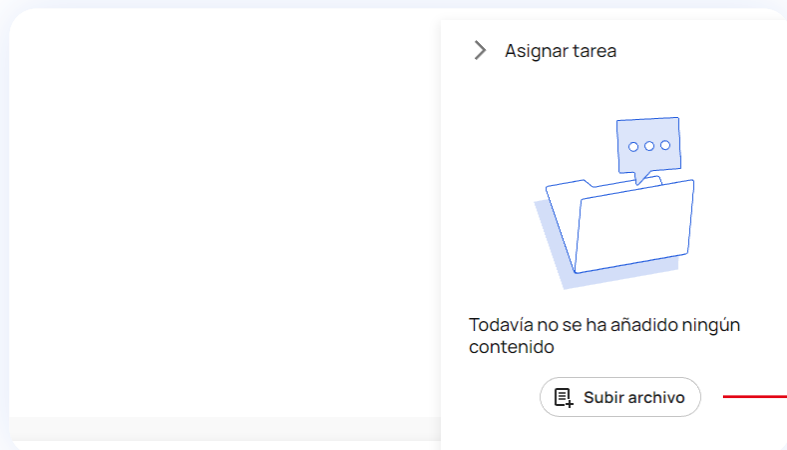 Asignar tarea
Todavía no se ha añadido ningún
contenido
Subir archivo